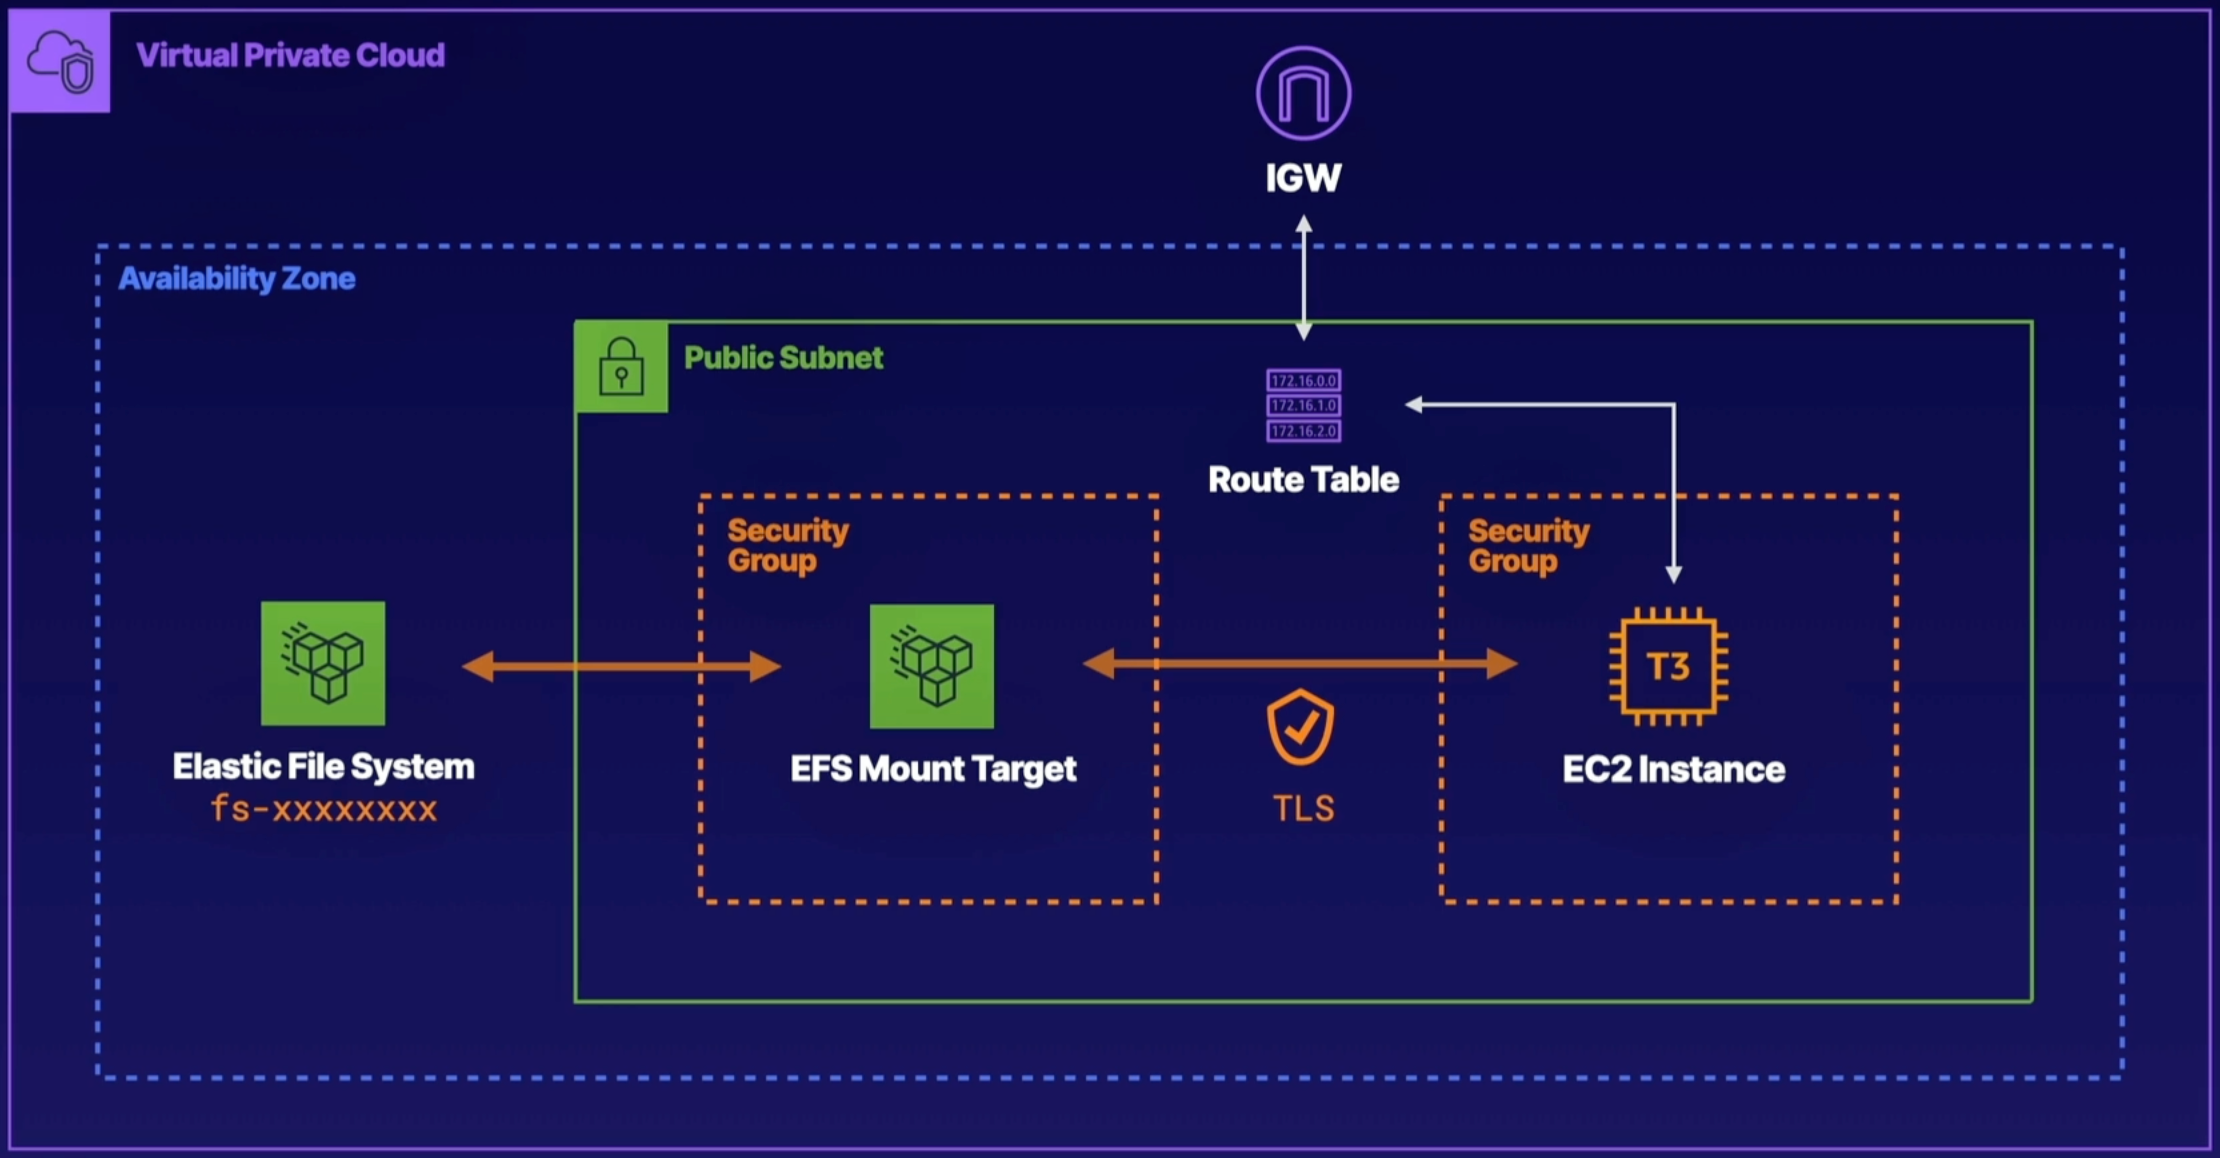 Virtual Private Cloud
IGW
Availability Zone
Public Subnet
172.16.0.0
172.16.1.0
172.16.2.0
Route Table
Security
Group
Security
Group
T3
Elastic File System
fs-xxxxxxxx
EFS Mount Target
TLS
EC2 Instance